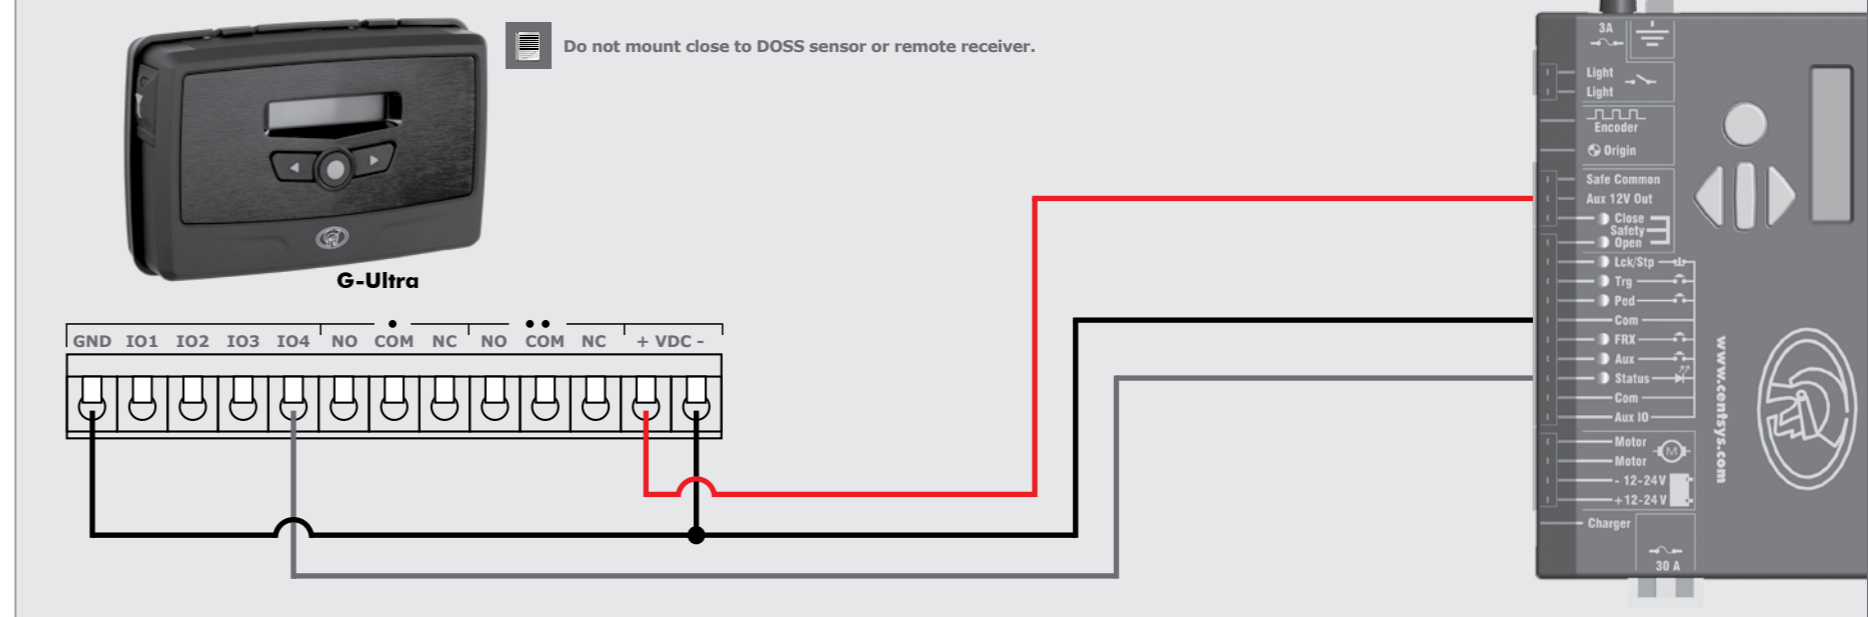 Do not mount close to DOSS sensor or remote receiver.
G-Ultra
GND IO1 IO2 IO3 IO4 NO COM NC NO COM NC + VDC -
3A
Light
Light
Encoder
Origin
Safe Common
Aux 12V Out
Close
Safety
Open
Lck/Stp
Trg
Ped
Com
FRX
Aux
Status
Com
Aux IO
Motor
Motor
M
- 12-24V
+12-24V
Charger
30 A
www.centsys.com